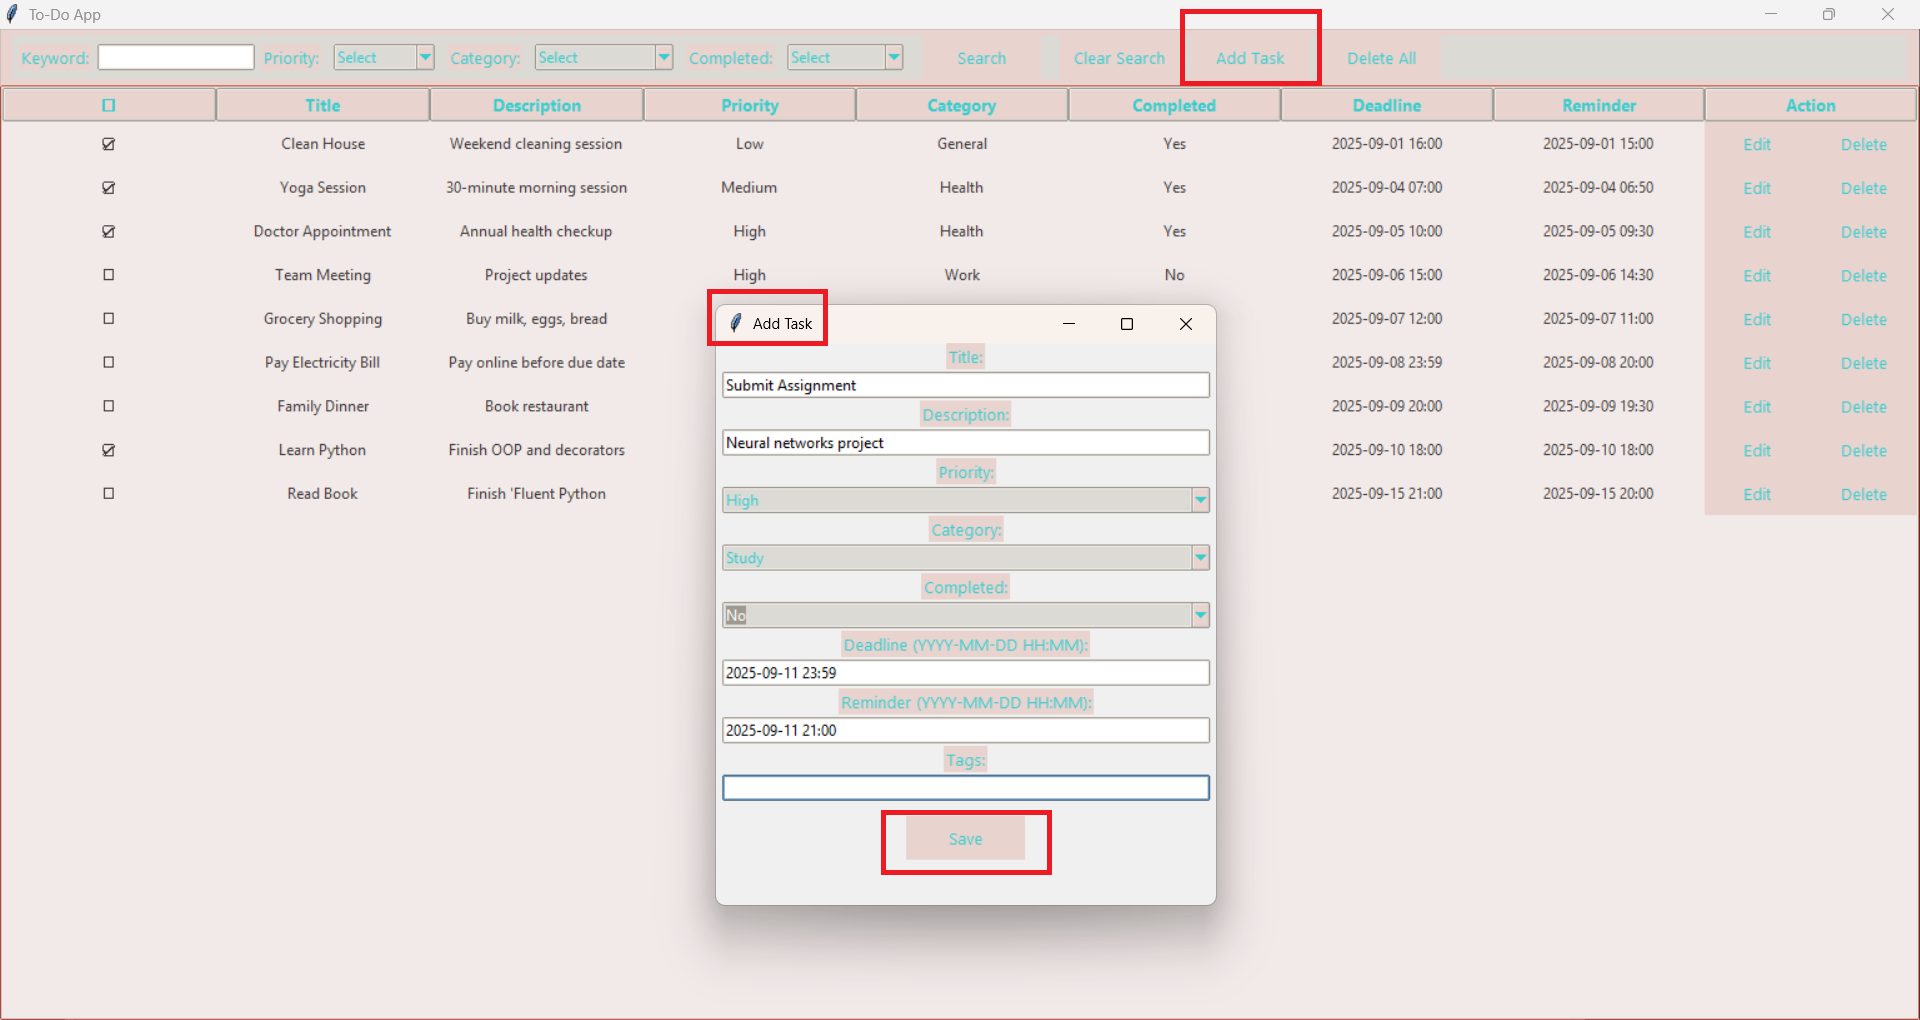 To-Do App
Keyword: Priority: Select Category: Select Completed: Select Search Clear Search Add Task Delete All
Title Description Priority Category Completed Deadline Reminder Action
Clean House Weekend cleaning session Low General Yes 2025-09-01 16:00 2025-09-01 15:00 Edit Delete
Yoga Session 30-minute morning session Medium Health Yes 2025-09-04 07:00 2025-09-04 06:50 Edit Delete
Doctor Appointment Annual health checkup High Health Yes 2025-09-05 10:00 2025-09-05 09:30 Edit Delete
Team Meeting Project updates High Work No 2025-09-06 15:00 2025-09-06 14:30 Edit Delete
Grocery Shopping Buy milk, eggs, bread 2025-09-07 12:00 2025-09-07 11:00 Edit Delete
Pay Electricity Bill Pay online before due date 2025-09-08 23:59 2025-09-08 20:00 Edit Delete
Family Dinner Book restaurant 2025-09-09 20:00 2025-09-09 19:30 Edit Delete
Learn Python Finish OOP and decorators 2025-09-10 18:00 2025-09-10 18:00 Edit Delete
Read Book Finish 'Fluent Python 2025-09-15 21:00 2025-09-15 20:00 Edit Delete
Add Task
Title:
Submit Assignment
Description:
Neural networks project
Priority:
High
Category:
Study
Completed:
No
Deadline (YYYY-MM-DD HH:MM):
2025-09-11 23:59
Reminder (YYYY-MM-DD HH:MM):
2025-09-11 21:00
Tags:
Save